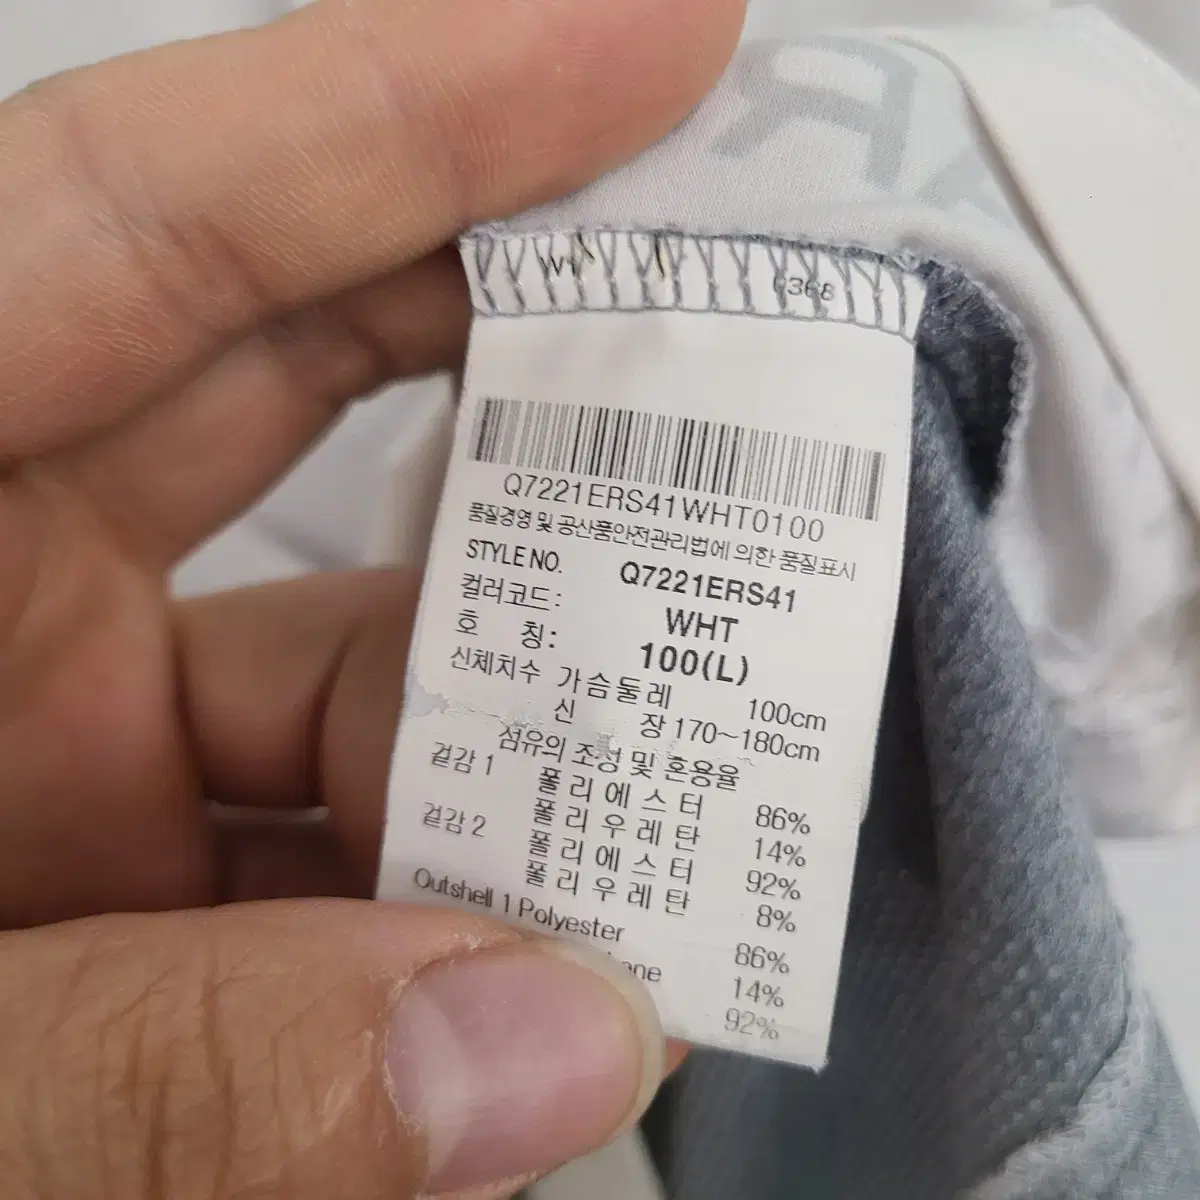 0368
Q7221ERS41WHT0100
품질경영 및 공산품안전관리법에 의한 품질표시
STYLE NO. Q7221ERS41
컬러코드: WHT
호 칭: 100(L)
신체치수 가슴둘레 100cm
신 장 170~180cm
섬유의 조성 및 혼용율
겉감 1 폴리에스터 86%
폴리우레탄 14%
겉감 2 폴리에스터 92%
폴리우레탄 8%
Outshell 1 Polyester 86%
14%
92%